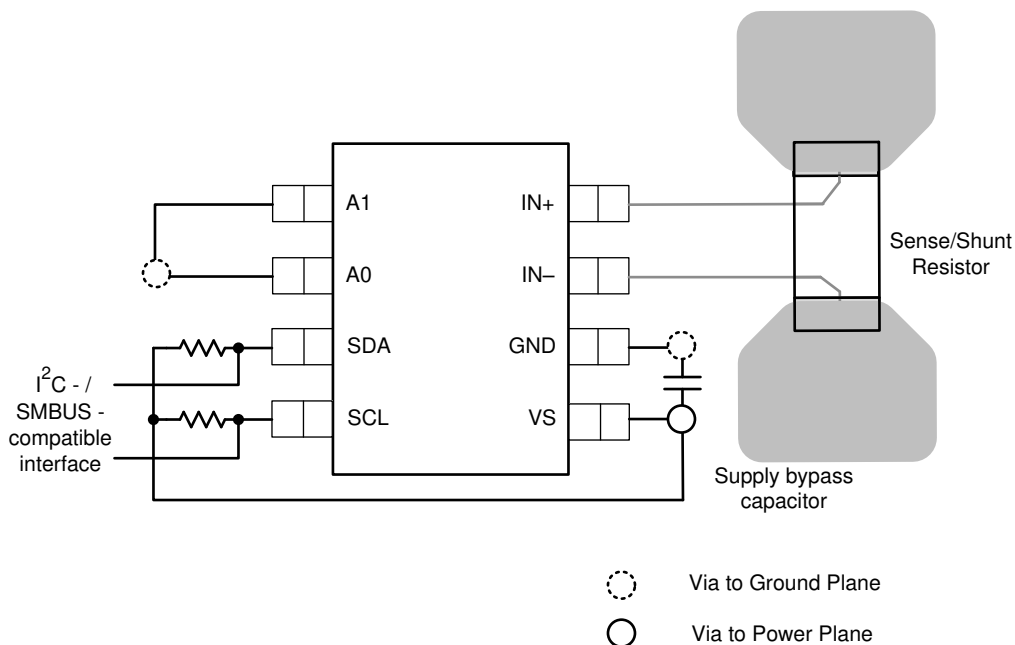 A1
A0
SDA
SCL
IN+
IN–
GND
VS
I²C - /
SMBUS -
compatible
interface
Sense/Shunt
Resistor
Supply bypass
capacitor
Via to Ground Plane
Via to Power Plane